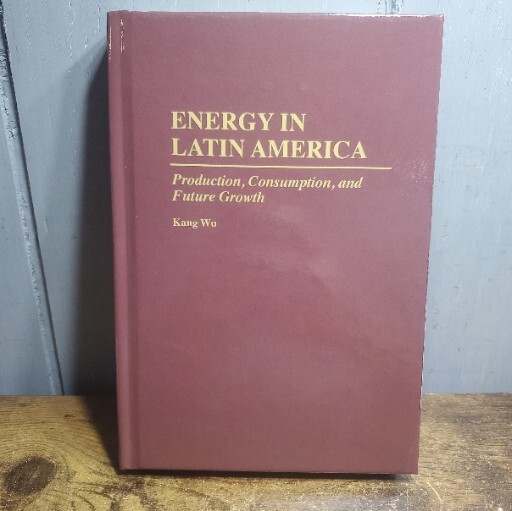 ENERGY IN
LATIN AMERICA
Production, Consumption, and
Future Growth
Kang Wu